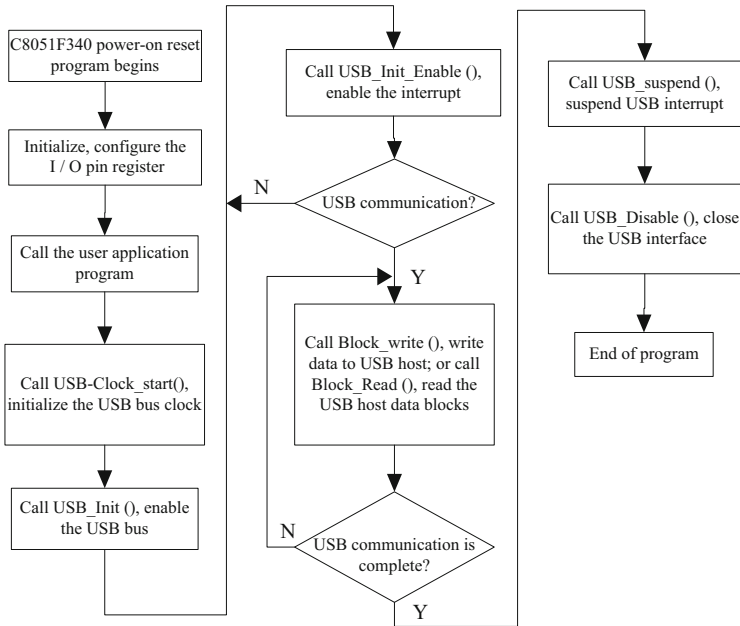 C8051F340 power-on reset
program begins
Initialize, configure the
I / O pin register
Call the user application
program
Call USB-Clock_start(),
initialize the USB bus clock
Call USB_Init (), enable
the USB bus
Call USB_Init_Enable (),
enable the interrupt
N
USB communication?
Y
Call Block_write (), write
data to USB host; or call
Block_Read (), read the
USB host data blocks
N
USB communication is
complete?
Y
Call USB_suspend (),
suspend USB interrupt
Call USB_Disable (), close
the USB interface
End of program